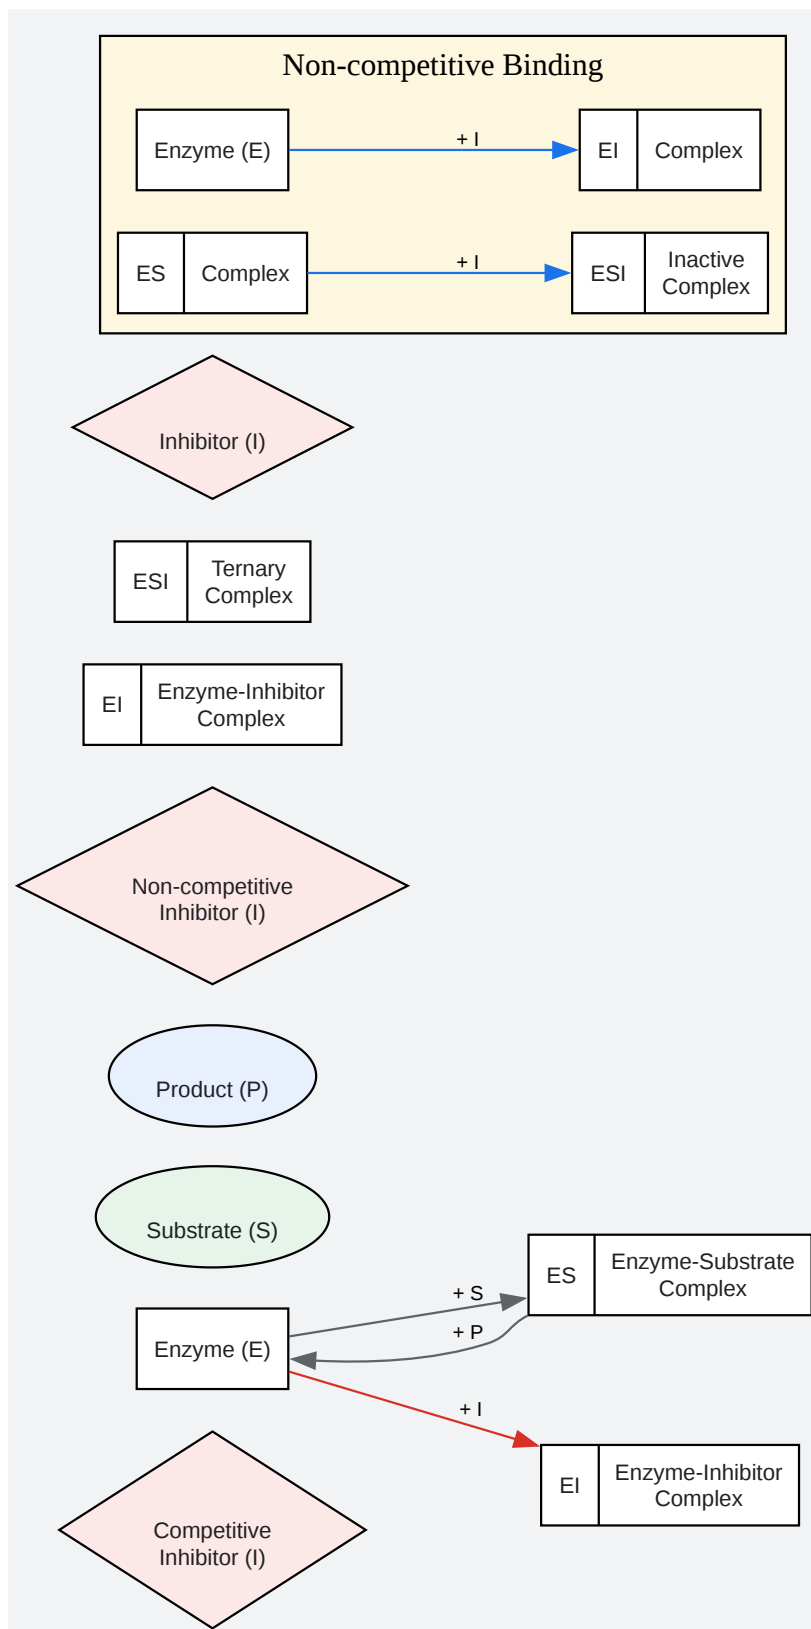 Non-competitive Binding
Enzyme (E)
+ I
EI
Complex
ES
Complex
+ I
ESI
Inactive
Complex
Inhibitor (I)
ESI
Ternary
Complex
EI
Enzyme-Inhibitor
Complex
Non-competitive
Inhibitor (I)
Product (P)
Substrate (S)
Enzyme (E)
+ S
+ P
+ I
ES
Enzyme-Substrate
Complex
EI
Enzyme-Inhibitor
Complex
Competitive
Inhibitor (I)